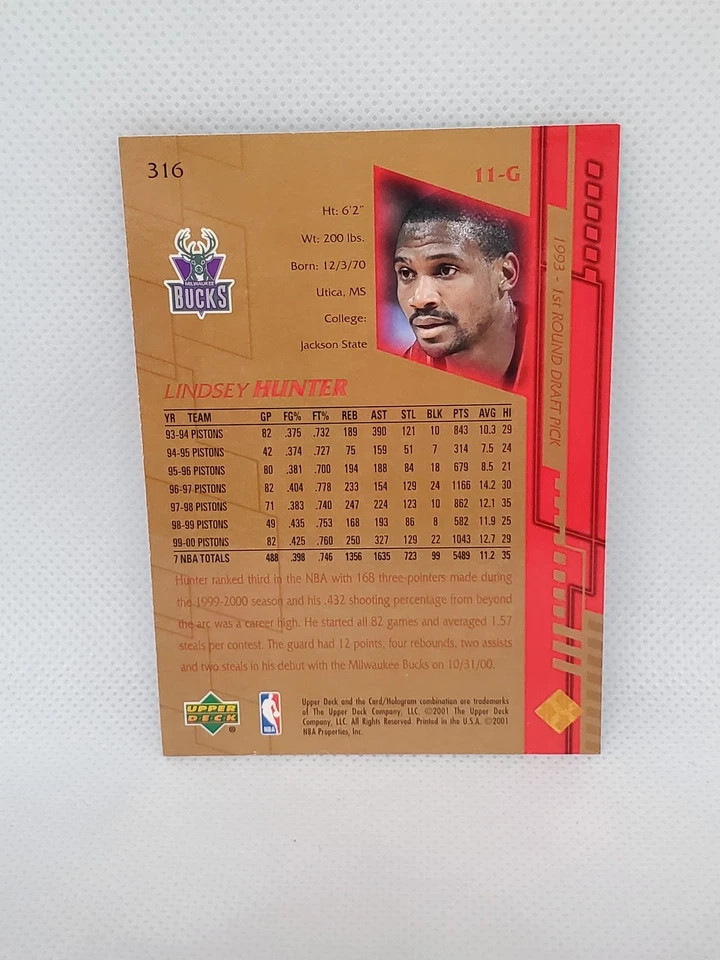 316
11-G
Ht: 6'2"
Wt: 200 lbs.
Born: 12/3/70
Utica, MS
College:
Jackson State
MILWAUKEE
BUCKS
1993 - 1st ROUND DRAFT PICK
LINDSEY HUNTER
YR TEAM GP FG% FT% REB AST STL BLK PTS AVG HI
93-94 PISTONS 82 .375 .732 189 390 121 10 843 10.3 29
94-95 PISTONS 42 .374 .727 75 159 51 7 314 7.5 24
95-96 PISTONS 80 .381 .700 194 188 84 18 679 8.5 21
96-97 PISTONS 82 .404 .778 233 154 129 24 1166 14.2 30
97-98 PISTONS 71 .383 .740 247 224 123 10 862 12.1 35
98-99 PISTONS 49 .435 .753 168 193 86 8 582 11.9 25
99-00 PISTONS 82 .425 .760 250 327 129 22 1043 12.7 29
7 NBA TOTALS 488 .398 .746 1356 1635 723 99 5489 11.2 35
Hunter ranked third in the NBA with 168 three-pointers made during
the 1999-2000 season and his .432 shooting percentage from beyond
the arc was a career high. He started all 82 games and averaged 1.57
steals per contest. The guard had 12 points, four rebounds, two assists
and two steals in his debut with the Milwaukee Bucks on 10/31/00.
UPPER
DECK
®
NBA
Upper Deck and the Card/Hologram combination are trademarks
of The Upper Deck Company, LLC. ©2001 The Upper Deck
Company, LLC. All Rights Reserved. Printed in the U.S.A. ©2001
NBA Properties, Inc.